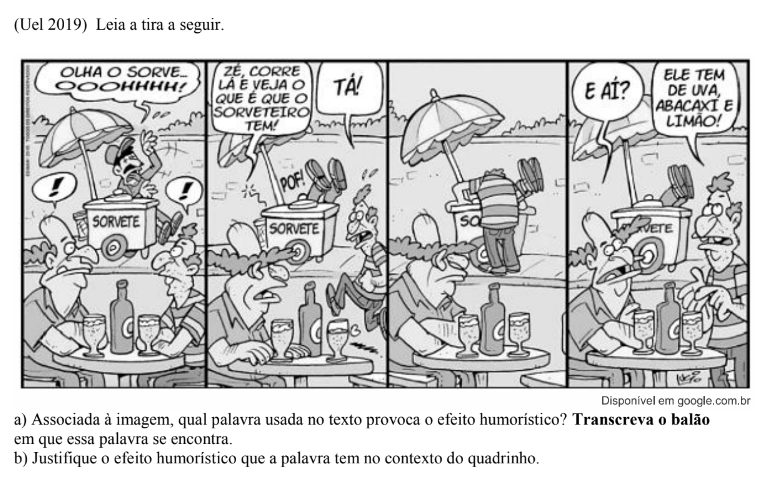 (Uel 2019) Leia a tira a seguir.
OLHA O SORVE...
OOOHHHH!
!
!
SORVETE
ZÉ, CORRE
LÁ E VEJA O
QUE É QUE O
SORVETEIRO
TEM!
TÁ!
POF!
SORVETE
SO
E AÍ?
ELE TEM
DE UVA,
ABACAXI E
LIMÃO!
VETE
Disponível em google.com.br
a) Associada à imagem, qual palavra usada no texto provoca o efeito humorístico? Transcreva o balão
em que essa palavra se encontra.
b) Justifique o efeito humorístico que a palavra tem no contexto do quadrinho.